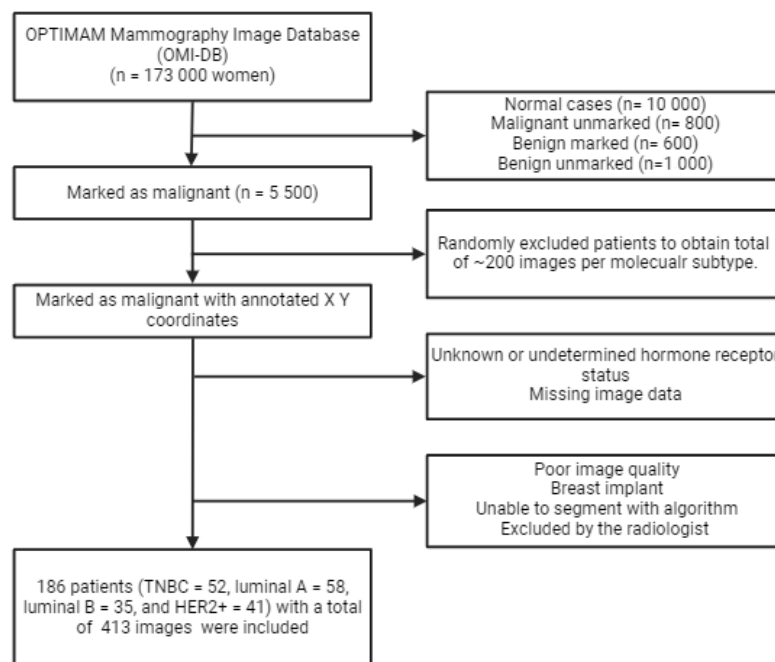 OPTIMAM Mammography Image Database
(OMI-DB)
(n = 173 000 women)
Normal cases (n= 10 000)
Malignant unmarked (n= 800)
Benign marked (n= 600)
Benign unmarked (n=1 000)
Marked as malignant (n = 5 500)
Randomly excluded patients to obtain total
of ~200 images per molecualr subtype.
Marked as malignant with annotated X Y
coordinates
Unknown or undetermined hormone receptor
status
Missing image data
Poor image quality
Breast implant
Unable to segment with algorithm
Excluded by the radiologist
186 patients (TNBC = 52, luminal A = 58,
luminal B = 35, and HER2+ = 41) with a total
of 413 images were included